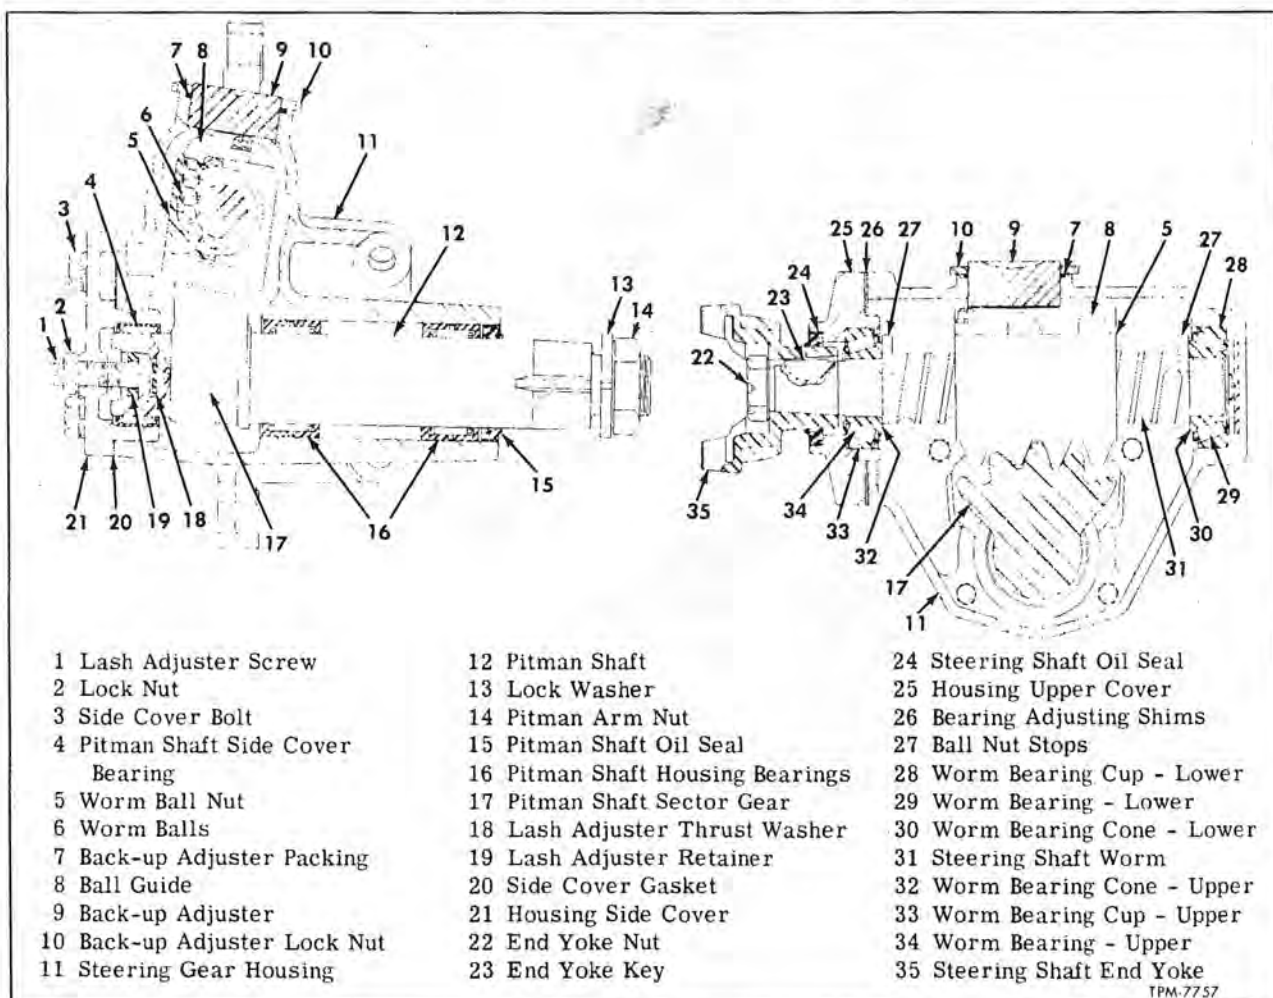 7 8 9 10
6
5
11
4
3
12
2
1
13
14
21 20 19 18 17 16 15
25 26 27 10 9 7 8 5 27
24 28
23
22
35 34 33 32 17 11 31 30 29
1 Lash Adjuster Screw
2 Lock Nut
3 Side Cover Bolt
4 Pitman Shaft Side Cover
Bearing
5 Worm Ball Nut
6 Worm Balls
7 Back-up Adjuster Packing
8 Ball Guide
9 Back-up Adjuster
10 Back-up Adjuster Lock Nut
11 Steering Gear Housing
12 Pitman Shaft
13 Lock Washer
14 Pitman Arm Nut
15 Pitman Shaft Oil Seal
16 Pitman Shaft Housing Bearings
17 Pitman Shaft Sector Gear
18 Lash Adjuster Thrust Washer
19 Lash Adjuster Retainer
20 Side Cover Gasket
21 Housing Side Cover
22 End Yoke Nut
23 End Yoke Key
24 Steering Shaft Oil Seal
25 Housing Upper Cover
26 Bearing Adjusting Shims
27 Ball Nut Stops
28 Worm Bearing Cup - Lower
29 Worm Bearing - Lower
30 Worm Bearing Cone - Lower
31 Steering Shaft Worm
32 Worm Bearing Cone - Upper
33 Worm Bearing Cup - Upper
34 Worm Bearing - Upper
35 Steering Shaft End Yoke
TPM-7757